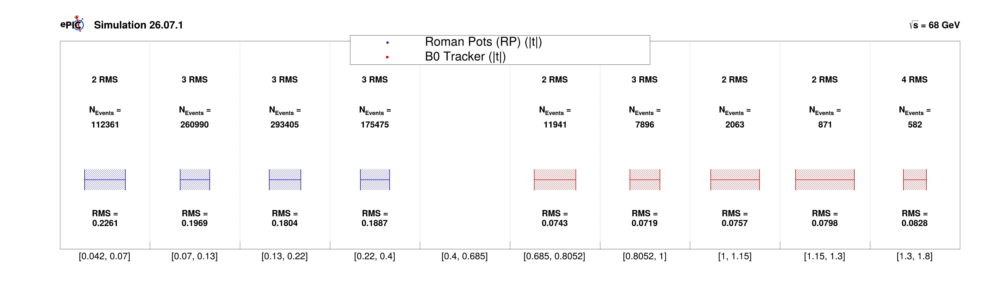 ePIC Simulation 26.07.1
√s = 68 GeV
Roman Pots (RP) (|t|)
B0 Tracker (|t|)
2 RMS 3 RMS 3 RMS 3 RMS 2 RMS 3 RMS 2 RMS 2 RMS 4 RMS
NEvents = NEvents = NEvents = NEvents = NEvents = NEvents = NEvents = NEvents = NEvents =
112361 260990 293405 175475 11941 7896 2063 871 582
RMS = RMS = RMS = RMS = RMS = RMS = RMS = RMS = RMS =
0.2261 0.1969 0.1804 0.1887 0.0743 0.0719 0.0757 0.0798 0.0828
[0.042, 0.07] [0.07, 0.13] [0.13, 0.22] [0.22, 0.4] [0.4, 0.685] [0.685, 0.8052] [0.8052, 1] [1, 1.15] [1.15, 1.3] [1.3, 1.8]